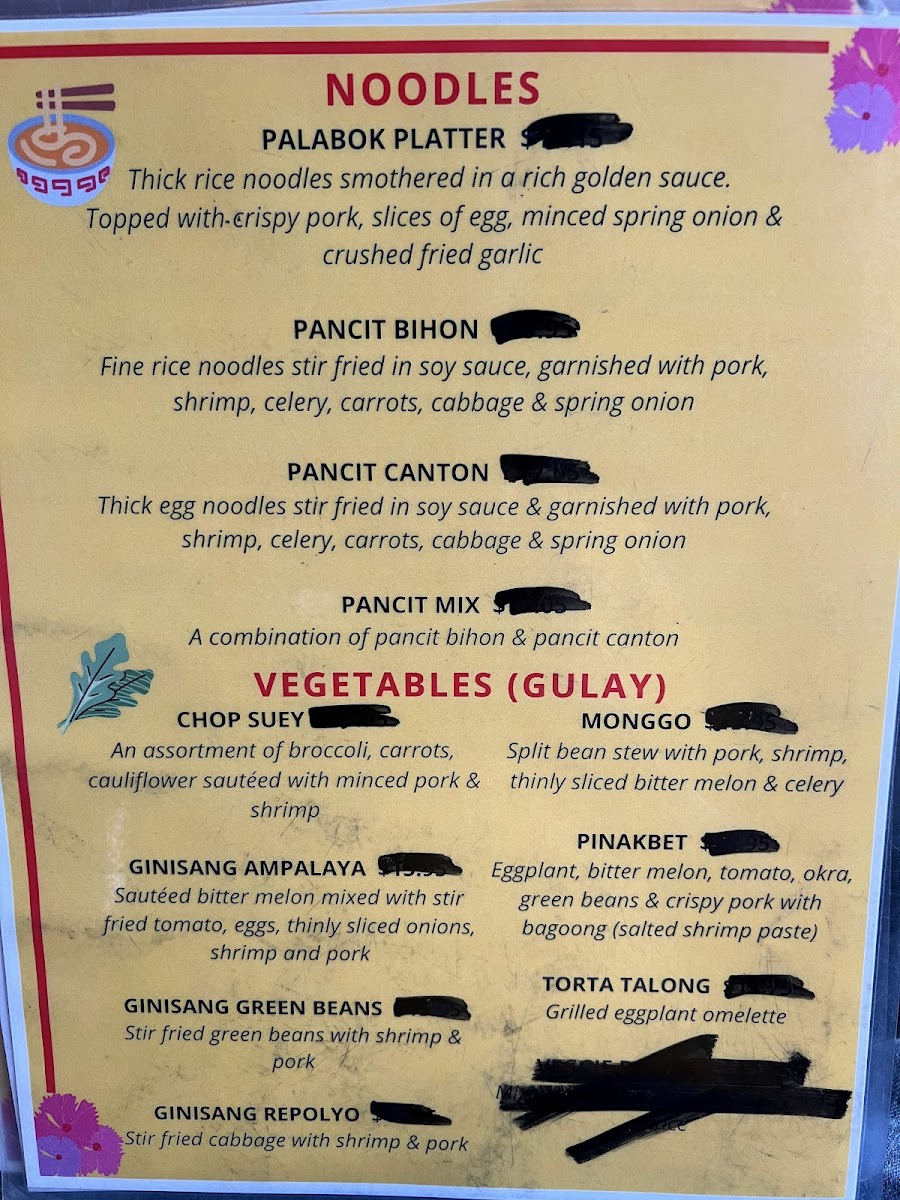 NOODLES
PALABOK PLATTER $
Thick rice noodles smothered in a rich golden sauce.
Topped with crispy pork, slices of egg, minced spring onion &
crushed fried garlic
PANCIT BIHON
Fine rice noodles stir fried in soy sauce, garnished with pork,
shrimp, celery, carrots, cabbage & spring onion
PANCIT CANTON
Thick egg noodles stir fried in soy sauce & garnished with pork,
shrimp, celery, carrots, cabbage & spring onion
PANCIT MIX $
A combination of pancit bihon & pancit canton
VEGETABLES (GULAY)
CHOP SUEY
An assortment of broccoli, carrots,
cauliflower sautéed with minced pork &
shrimp
GINISANG AMPALAYA
Sautéed bitter melon mixed with stir
fried tomato, eggs, thinly sliced onions,
shrimp and pork
GINISANG GREEN BEANS
Stir fried green beans with shrimp &
pork
GINISANG REPOLYO
Stir fried cabbage with shrimp & pork
MONGGO
Split bean stew with pork, shrimp,
thinly sliced bitter melon & celery
PINAKBET
Eggplant, bitter melon, tomato, okra,
green beans & crispy pork with
bagoong (salted shrimp paste)
TORTA TALONG
Grilled eggplant omelette